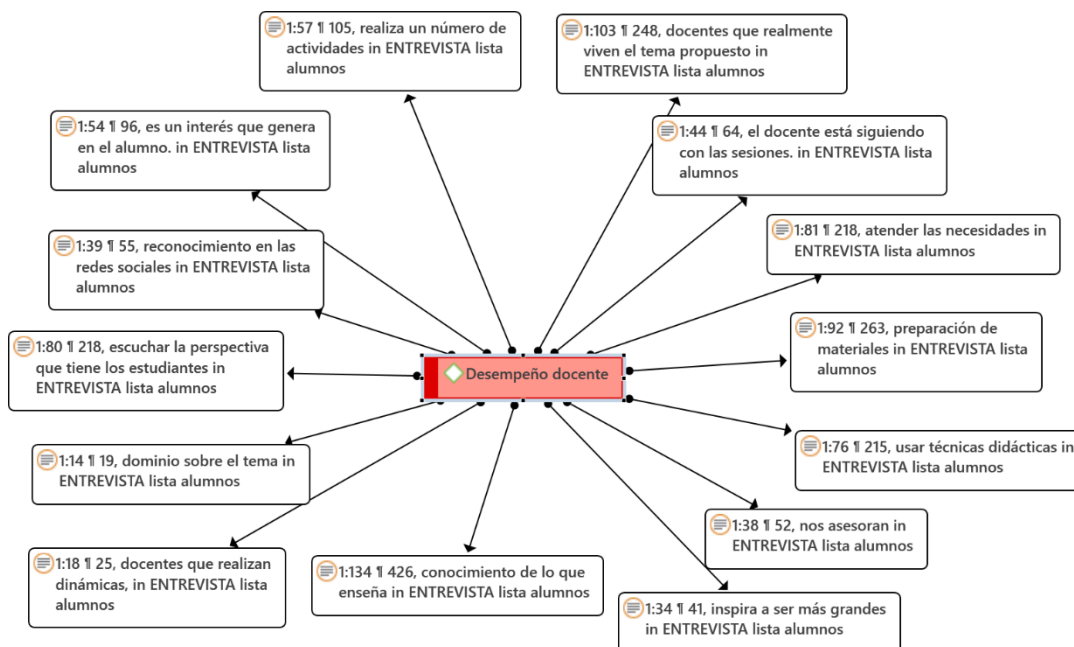 1:57 ¶ 105, realiza un número de
actividades in ENTREVISTA lista
alumnos
1:103 ¶ 248, docentes que realmente
viven el tema propuesto in
ENTREVISTA lista alumnos
1:54 ¶ 96, es un interés que genera
en el alumno. in ENTREVISTA lista
alumnos
1:44 ¶ 64, el docente está siguiendo
con las sesiones. in ENTREVISTA lista
alumnos
1:39 ¶ 55, reconocimiento en las
redes sociales in ENTREVISTA lista
alumnos
1:81 ¶ 218, atender las necesidades in
ENTREVISTA lista alumnos
1:80 ¶ 218, escuchar la perspectiva
que tiene los estudiantes in
ENTREVISTA lista alumnos
Desempeño docente
1:92 ¶ 263, preparación de
materiales in ENTREVISTA lista
alumnos
1:14 ¶ 19, dominio sobre el tema in
ENTREVISTA lista alumnos
1:76 ¶ 215, usar técnicas didácticas in
ENTREVISTA lista alumnos
1:18 ¶ 25, docentes que realizan
dinámicas, in ENTREVISTA lista
alumnos
1:134 ¶ 426, conocimiento de lo que
enseña in ENTREVISTA lista alumnos
1:38 ¶ 52, nos asesoran in
ENTREVISTA lista alumnos
1:34 ¶ 41, inspira a ser más grandes
in ENTREVISTA lista alumnos